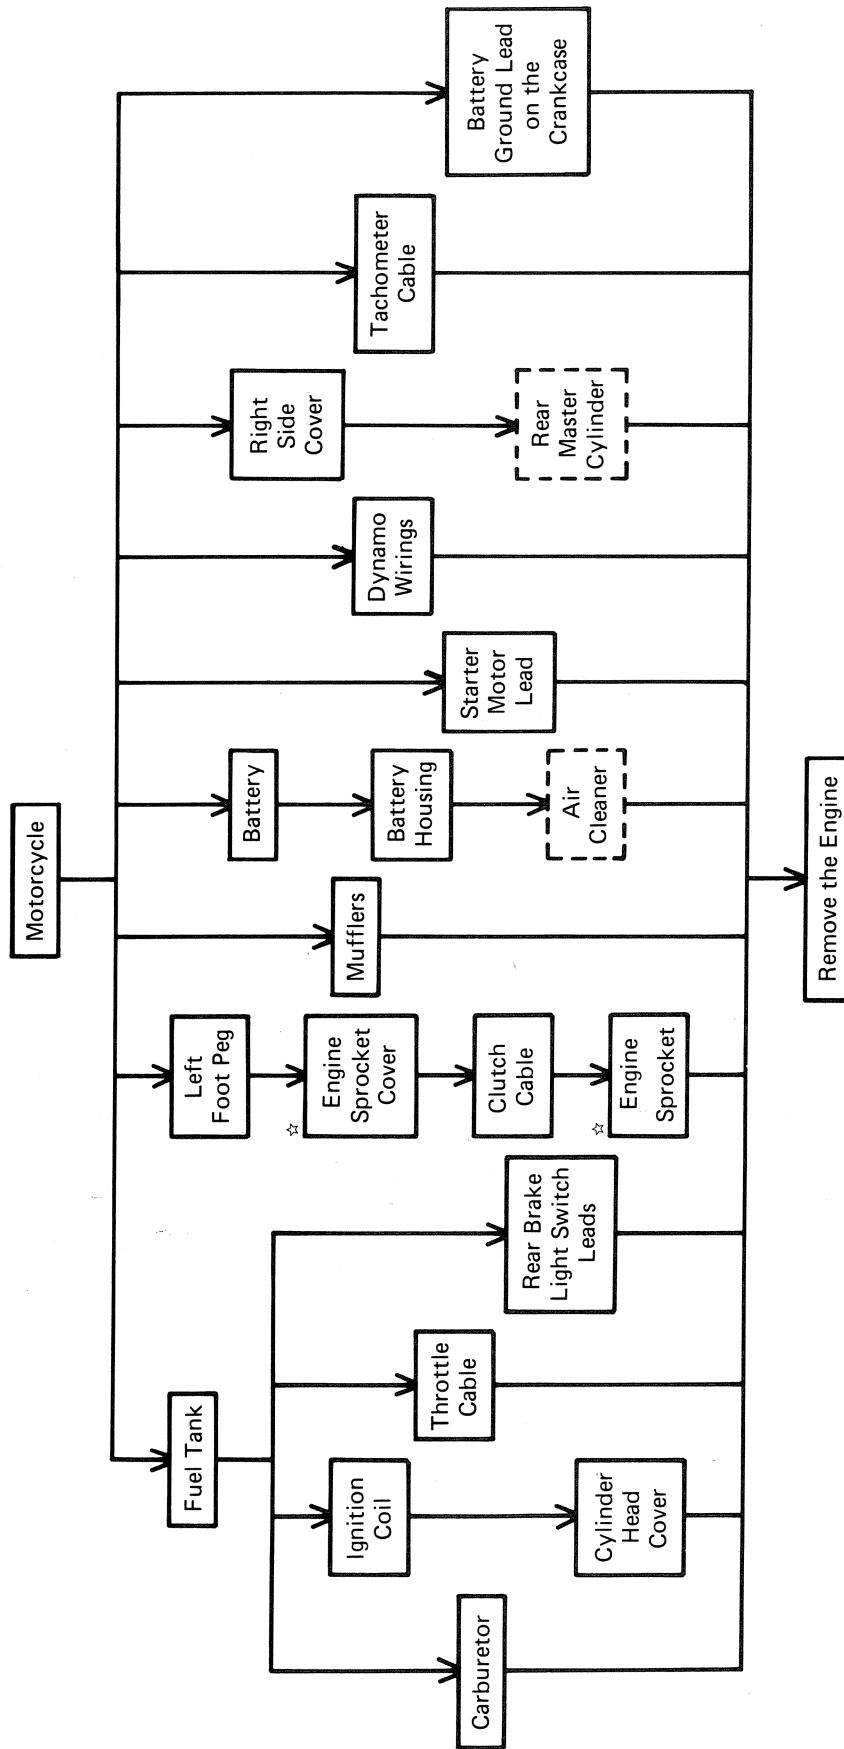 Motorcycle
Fuel Tank
Carburetor
Ignition
Coil
Cylinder
Head
Cover
Throttle
Cable
Rear Brake
Light Switch
Leads
Left
Foot Peg
☆
Engine
Sprocket
Cover
Clutch
Cable
☆
Engine
Sprocket
Mufflers
Battery
Battery
Housing
Air
Cleaner
Starter
Motor
Lead
Dynamo
Wirings
Right
Side
Cover
Rear
Master
Cylinder
Tachometer
Cable
Battery
Ground Lead
on the
Crankcase
Remove the Engine